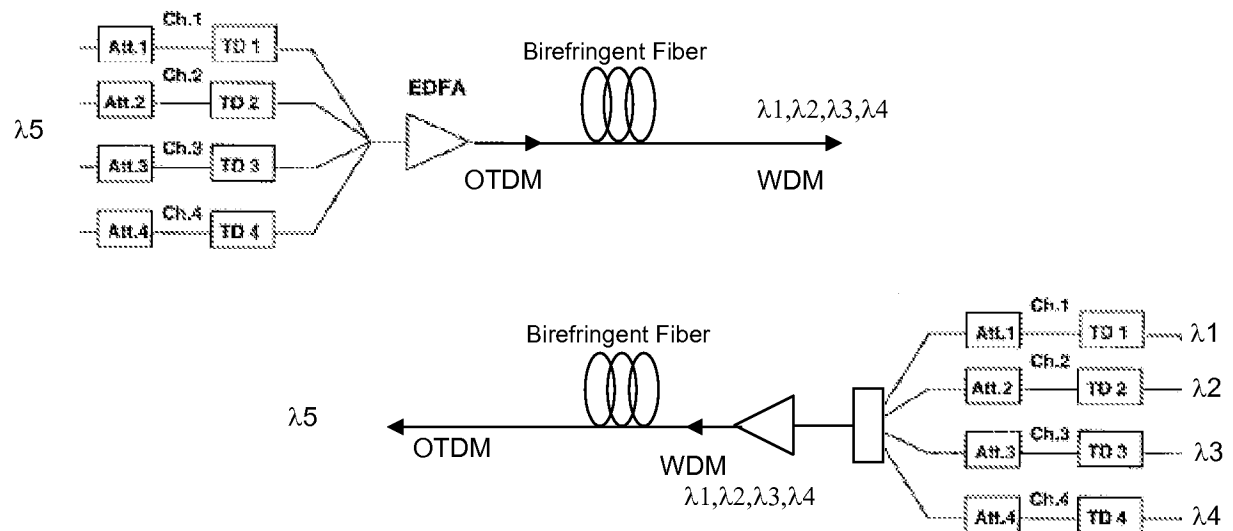 Ch.1
Att.1 TD 1
Ch.2
Att.2 TD 2
λ5
Ch.3
Att.3 TD 3
Ch.4
Att.4 TD 4
EDFA
Birefringent Fiber
λ1,λ2,λ3,λ4
OTDM
WDM
Birefringent Fiber
λ5
OTDM
WDM
λ1,λ2,λ3,λ4
Ch.1
Att.1 TD 1 λ1
Ch.2
Att.2 TD 2 λ2
Ch.3
Att.3 TD 3 λ3
Ch.4
Att.4 TD 4 λ4